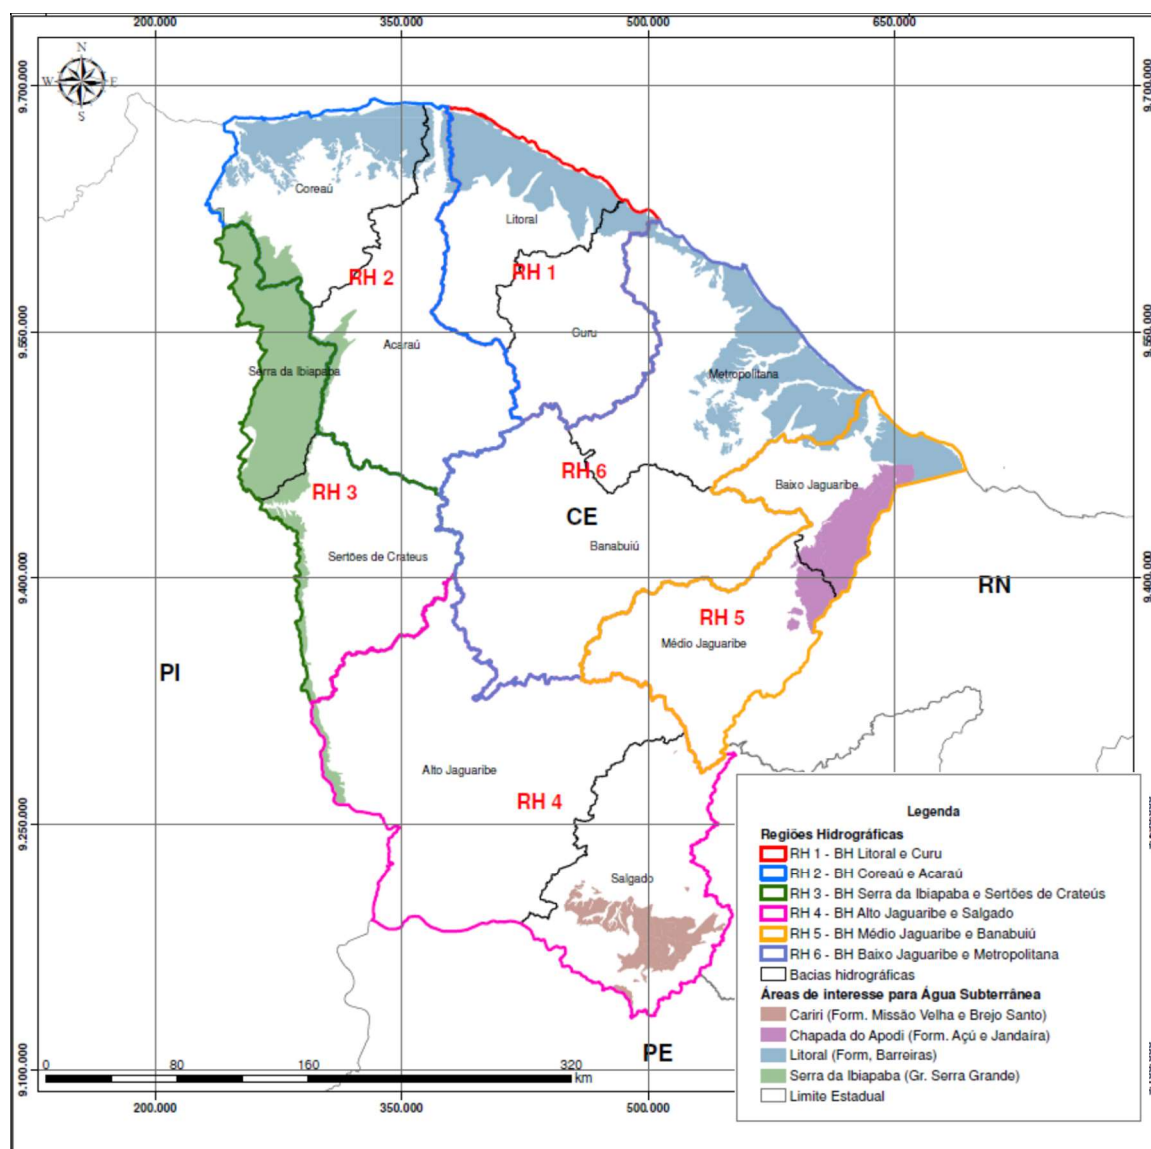 200.000 350.000 500.000 650.000
N
W E
S
9.700.000 9.700.000
Coreaú
Litoral
RH 2 RH 1
9.550.000 9.550.000
Curu
Acaraú
Serra da Ibiapaba
Metropolitana
RH 6
Baixo Jaguaribe
RH 3
CE
Banabuiú
Sertões de Crateus
9.400.000 9.400.000
RN
RH 5
Médio Jaguaribe
PI
Alto Jaguaribe
RH 4
9.250.000
Salgado
PE
9.100.000
0 80 160 320
km
200.000 350.000 500.000
Legenda
Regiões Hidrográficas
RH 1 - BH Litoral e Curu
RH 2 - BH Coreaú e Acaraú
RH 3 - BH Serra da Ibiapaba e Sertões de Crateús
RH 4 - BH Alto Jaguaribe e Salgado
RH 5 - BH Médio Jaguaribe e Banabuiú
RH 6 - BH Baixo Jaguaribe e Metropolitana
Bacias hidrográficas
Áreas de interesse para Água Subterrânea
Cariri (Form. Missão Velha e Brejo Santo)
Chapada do Apodi (Form. Açú e Jandaíra)
Litoral (Form, Barreiras)
Serra da Ibiapaba (Gr. Serra Grande)
Limite Estadual